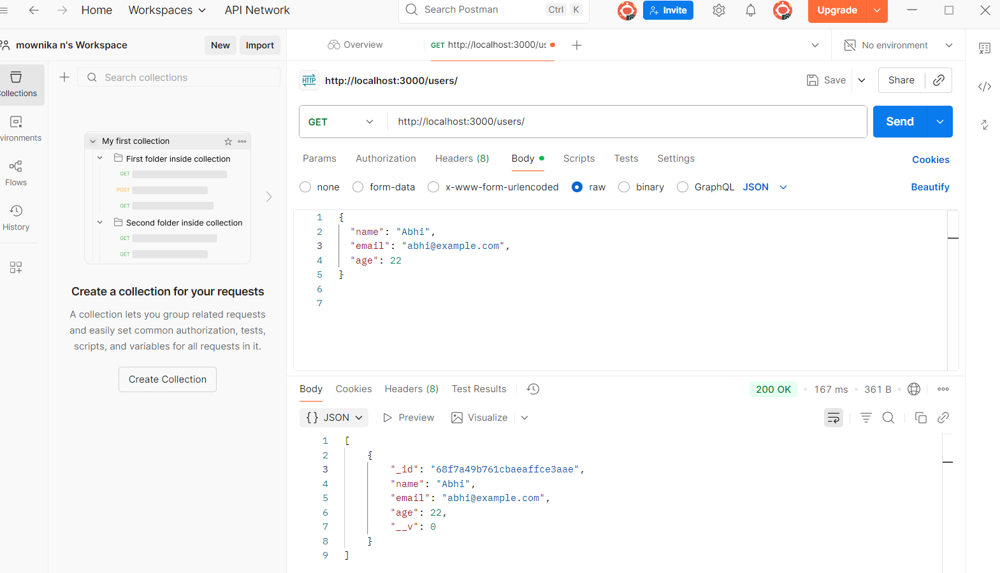 Home Workspaces API Network Search Postman Ctrl K Invite Upgrade
mownika n's Workspace New Import Overview GET http://localhost:3000/us No environment
Search collections
http://localhost:3000/users/ Save Share
ollections
GET http://localhost:3000/users/ Send
vironments
My first collection
First folder inside collection
GET
POST
GET
Second folder inside collection
GET
GET
Flows
History
Params Authorization Headers (8) Body Scripts Tests Settings Cookies
none form-data x-www-form-urlencoded raw binary GraphQL JSON Beautify
1 {
2 "name": "Abhi",
3 "email": "abhi@example.com",
4 "age": 22
5 }
6
7
Create a collection for your requests
A collection lets you group related requests
and easily set common authorization, tests,
scripts, and variables for all requests in it.
Create Collection
Body Cookies Headers (8) Test Results 200 OK 167 ms 361 B
{} JSON Preview Visualize
1 [
2 {
3 "_id": "68f7a49b761cbaeaffce3aae",
4 "name": "Abhi",
5 "email": "abhi@example.com",
6 "age": 22,
7 "__v": 0
8 }
9 ]